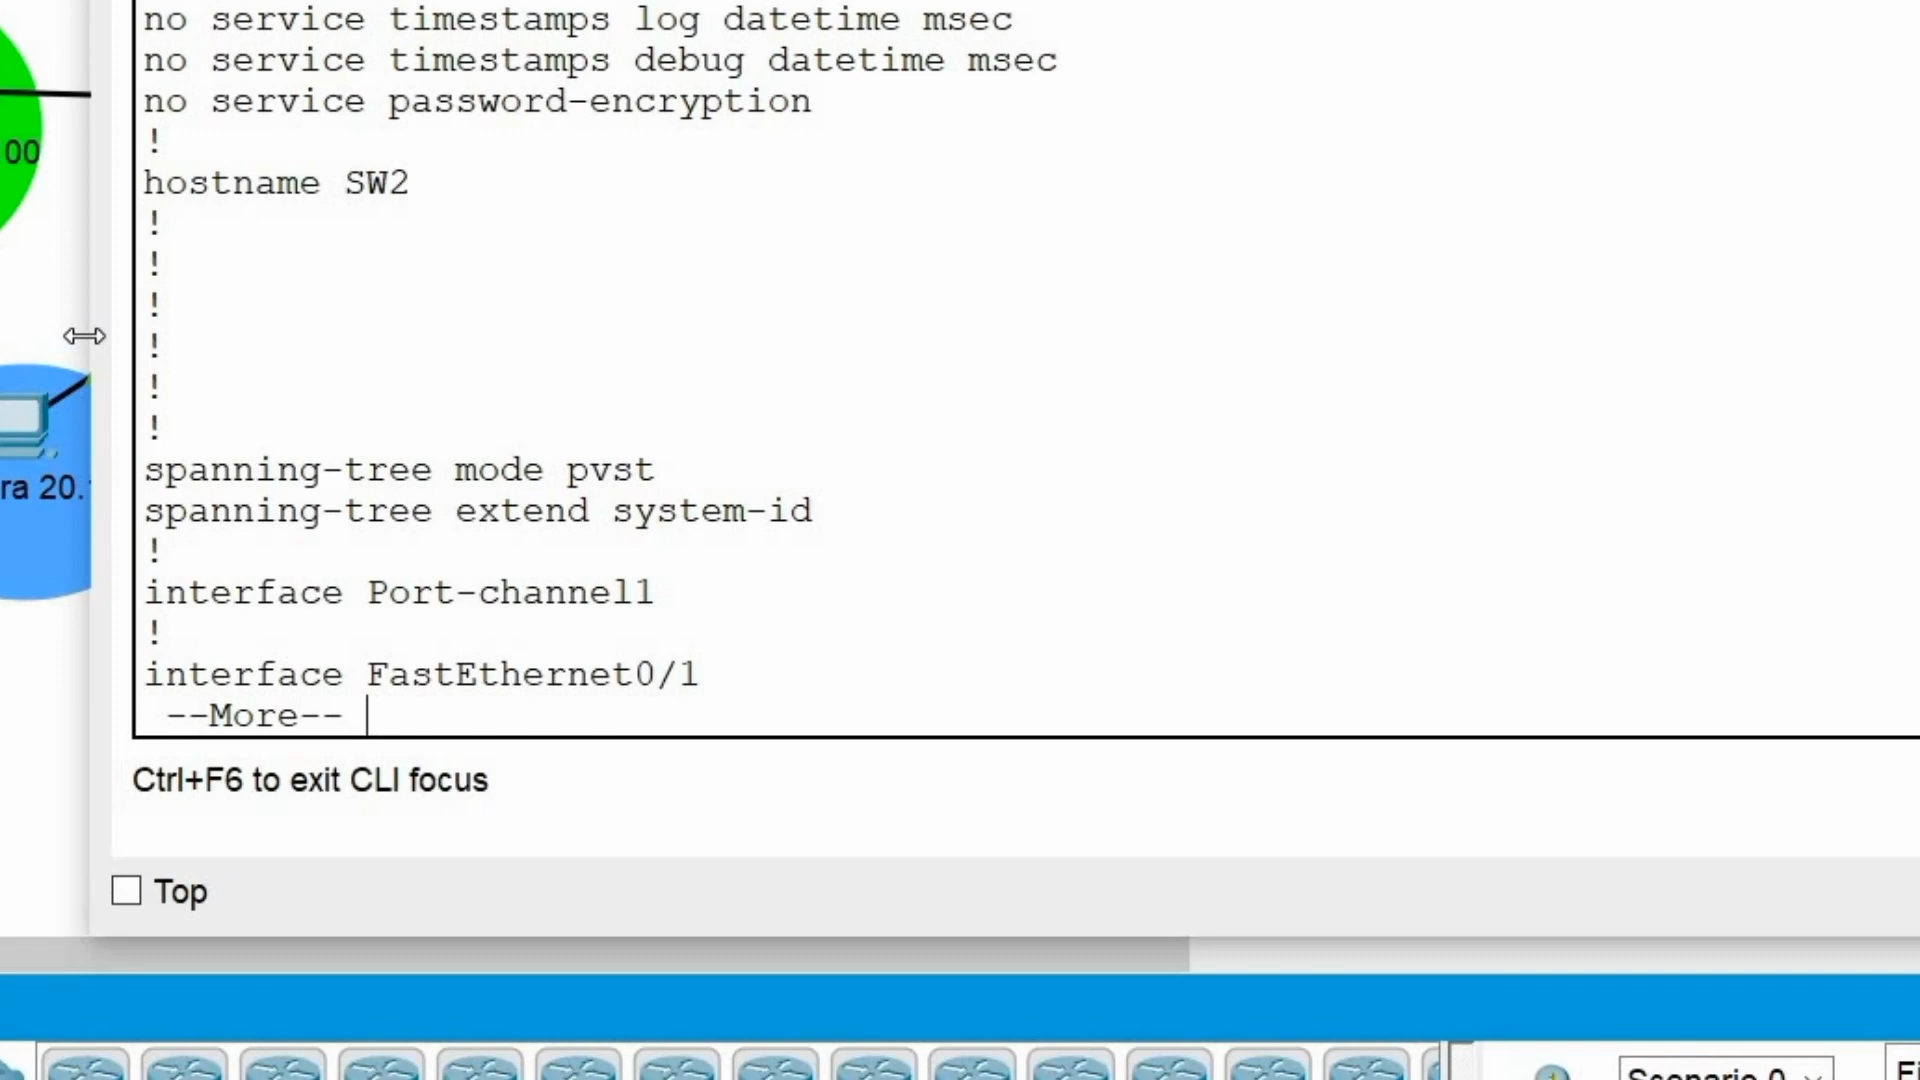 no service timestamps log datetime msec
no service timestamps debug datetime msec
no service password-encryption
!
00
hostname SW2
!
!
!
!
!
!
spanning-tree mode pvst
ra 20.
spanning-tree extend system-id
!
interface Port-channel1
!
interface FastEthernet0/1
--More--
Ctrl+F6 to exit CLI focus
Top
Scenario 0